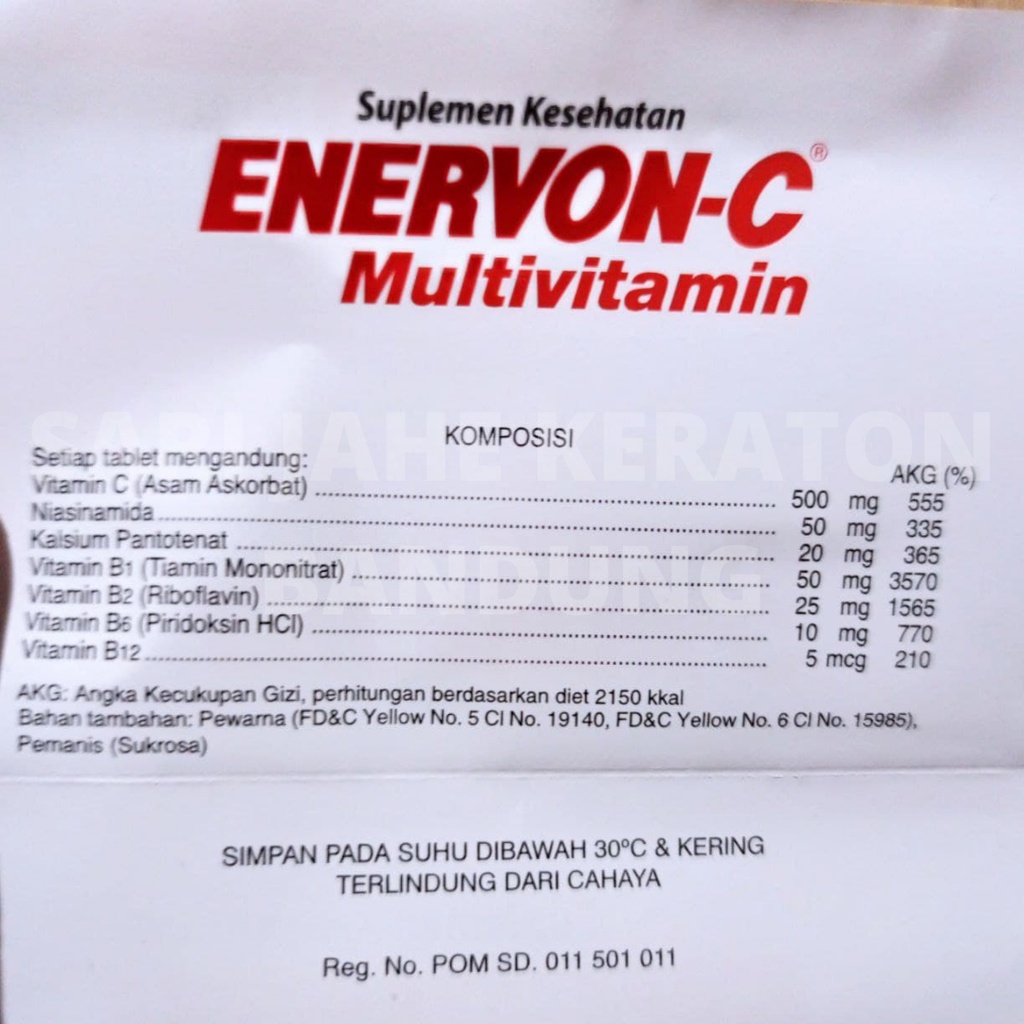 Suplemen Kesehatan
ENERVON-C®
Multivitamin
SARI JAHE KERATON
BANDUNG
KOMPOSISI
Setiap tablet mengandung:
AKG (%)
Vitamin C (Asam Askorbat) 500 mg 555
Niasinamida 50 mg 335
Kalsium Pantotenat 20 mg 365
Vitamin B1 (Tiamin Mononitrat) 50 mg 3570
Vitamin B2 (Riboflavin) 25 mg 1565
Vitamin B6 (Piridoksin HCl) 10 mg 770
Vitamin B12 5 mcg 210
AKG: Angka Kecukupan Gizi, perhitungan berdasarkan diet 2150 kkal
Bahan tambahan: Pewarna (FD&C Yellow No. 5 CI No. 19140, FD&C Yellow No. 6 CI No. 15985),
Pemanis (Sukrosa)
SIMPAN PADA SUHU DIBAWAH 30°C & KERING
TERLINDUNG DARI CAHAYA
Reg. No. POM SD. 011 501 011